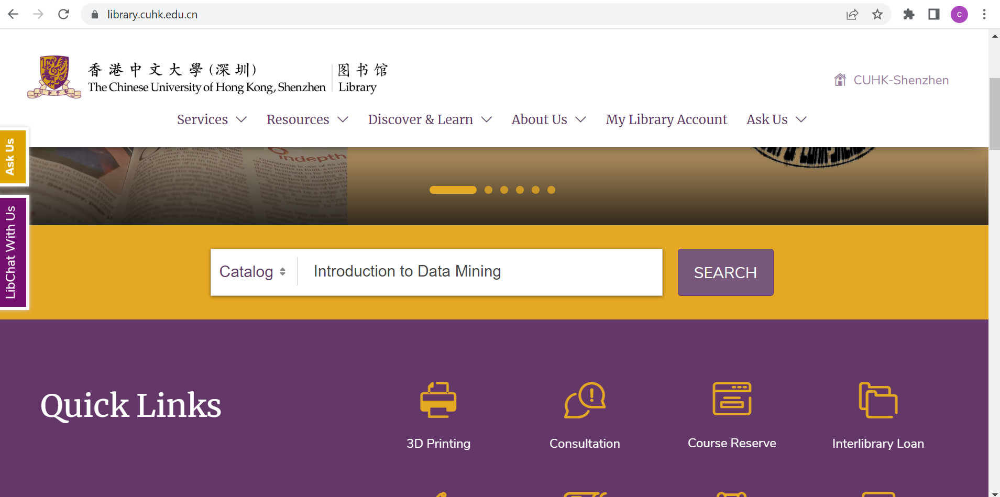 library.cuhk.edu.cn
C
香港中文大學(深圳) 图书馆
The Chinese University of Hong Kong, Shenzhen Library
CUHK-Shenzhen
Services Resources Discover & Learn About Us My Library Account Ask Us
Ask Us
LibChat With Us
indepth
Catalog Introduction to Data Mining SEARCH
Quick Links
3D Printing Consultation Course Reserve Interlibrary Loan